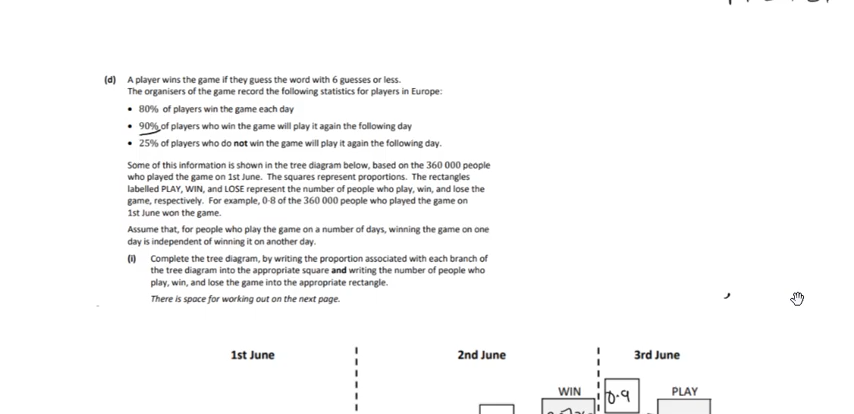 (d) A player wins the game if they guess the word with 6 guesses or less.
The organisers of the game record the following statistics for players in Europe:
• 80% of players win the game each day
• 90% of players who win the game will play it again the following day
• 25% of players who do not win the game will play it again the following day.
Some of this information is shown in the tree diagram below, based on the 360 000 people
who played the game on 1st June. The squares represent proportions. The rectangles
labelled PLAY, WIN, and LOSE represent the number of people who play, win, and lose the
game, respectively. For example, 0·8 of the 360 000 people who played the game on
1st June won the game.
Assume that, for people who play the game on a number of days, winning the game on one
day is independent of winning it on another day.
(i) Complete the tree diagram, by writing the proportion associated with each branch of
the tree diagram into the appropriate square and writing the number of people who
play, win, and lose the game into the appropriate rectangle.
There is space for working out on the next page.
1st June 2nd June 3rd June
WIN 0.9 PLAY